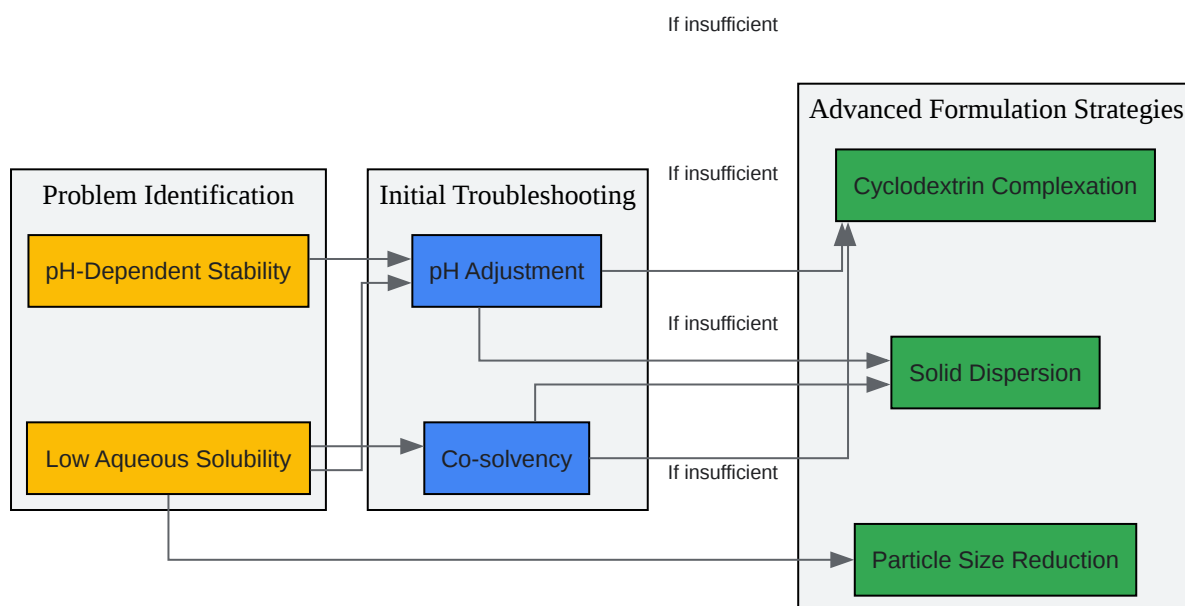 If insufficient
Advanced Formulation Strategies
If insufficient
Cyclodextrin Complexation
Problem Identification
Initial Troubleshooting
pH-Dependent Stability
pH Adjustment
If insufficient
Solid Dispersion
Low Aqueous Solubility
Co-solvency
If insufficient
Particle Size Reduction